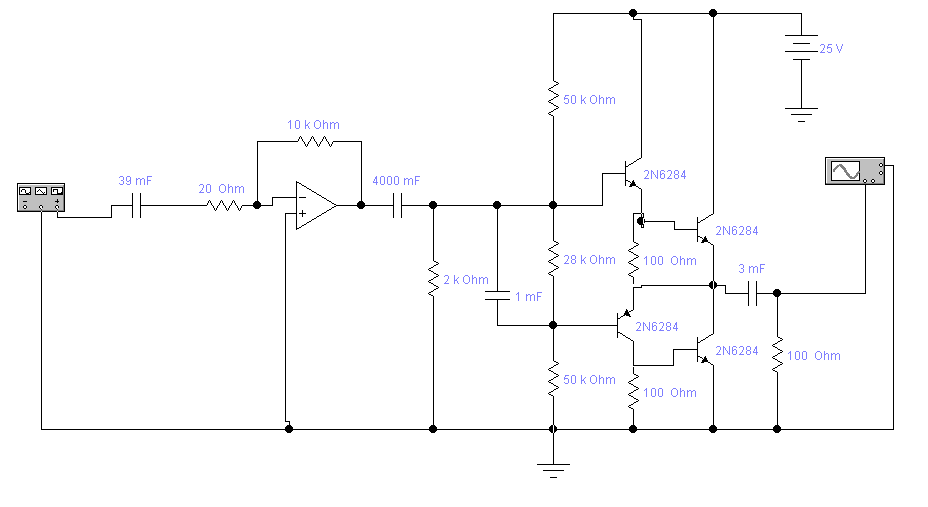 25 V
50 k Ohm
10 k Ohm
39 mF
20 Ohm
4000 mF
2N6284
2N6284
28 k Ohm
100 Ohm
3 mF
2 k Ohm
1 mF
2N6284
2N6284
100 Ohm
50 k Ohm
100 Ohm